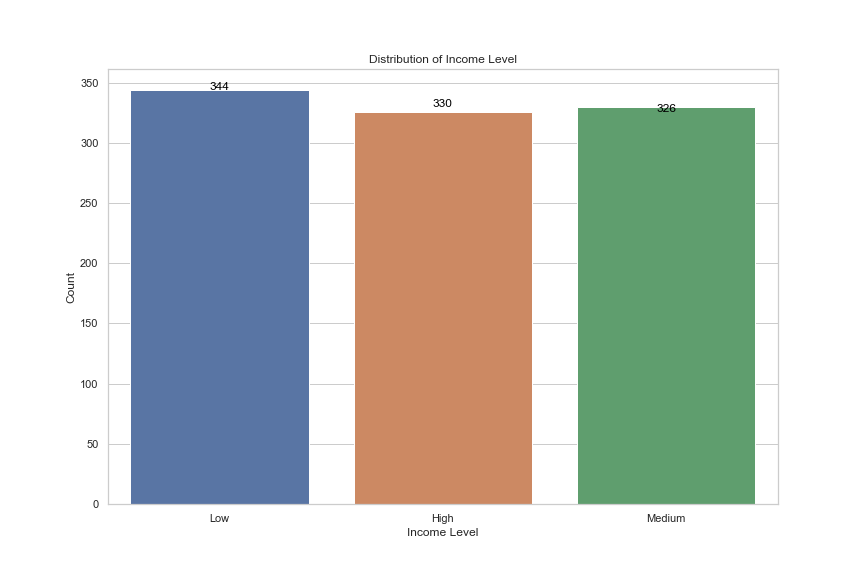 Distribution of Income Level
350
300
250
200
150
100
50
0
Count
344
330
326
Low
High
Medium
Income Level